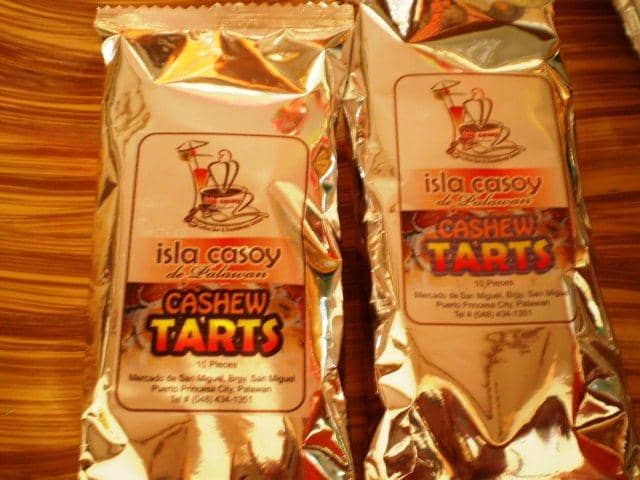 isla casoy
de Palawan
CASHEW
TARTS
10 Pieces
Mercado de San Miguel, Brgy. San Miguel
Puerto Princesa City, Palawan
Tel # (048) 434-1351
isla casoy
de Palawan
CASHEW
TARTS
10 Pieces
Mercado de San Miguel, Brgy. San Miguel
Puerto Princesa City, Palawan
Tel # (048) 434-1351